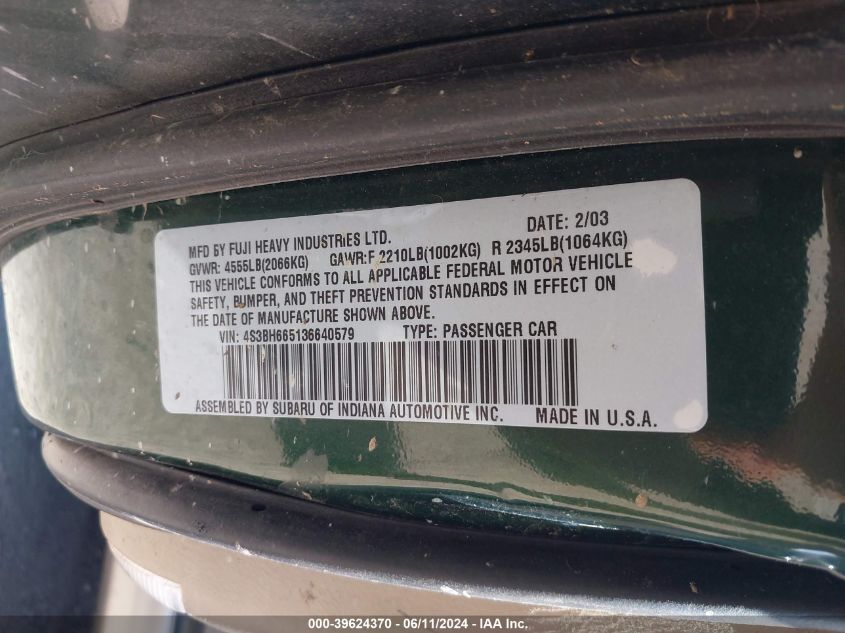 MFD BY FUJI HEAVY INDUSTRIES LTD. DATE: 2/03
GVWR: 4555LB(2066KG) GAWR:F 2210LB(1002KG) R 2345LB(1064KG)
THIS VEHICLE CONFORMS TO ALL APPLICABLE FEDERAL MOTOR VEHICLE
SAFETY, BUMPER, AND THEFT PREVENTION STANDARDS IN EFFECT ON
THE DATE OF MANUFACTURE SHOWN ABOVE.
VIN: 4S3BH665136640579 TYPE: PASSENGER CAR
ASSEMBLED BY SUBARU OF INDIANA AUTOMOTIVE INC. MADE IN U.S.A.
000-39624370 - 06/11/2024 - IAA Inc.